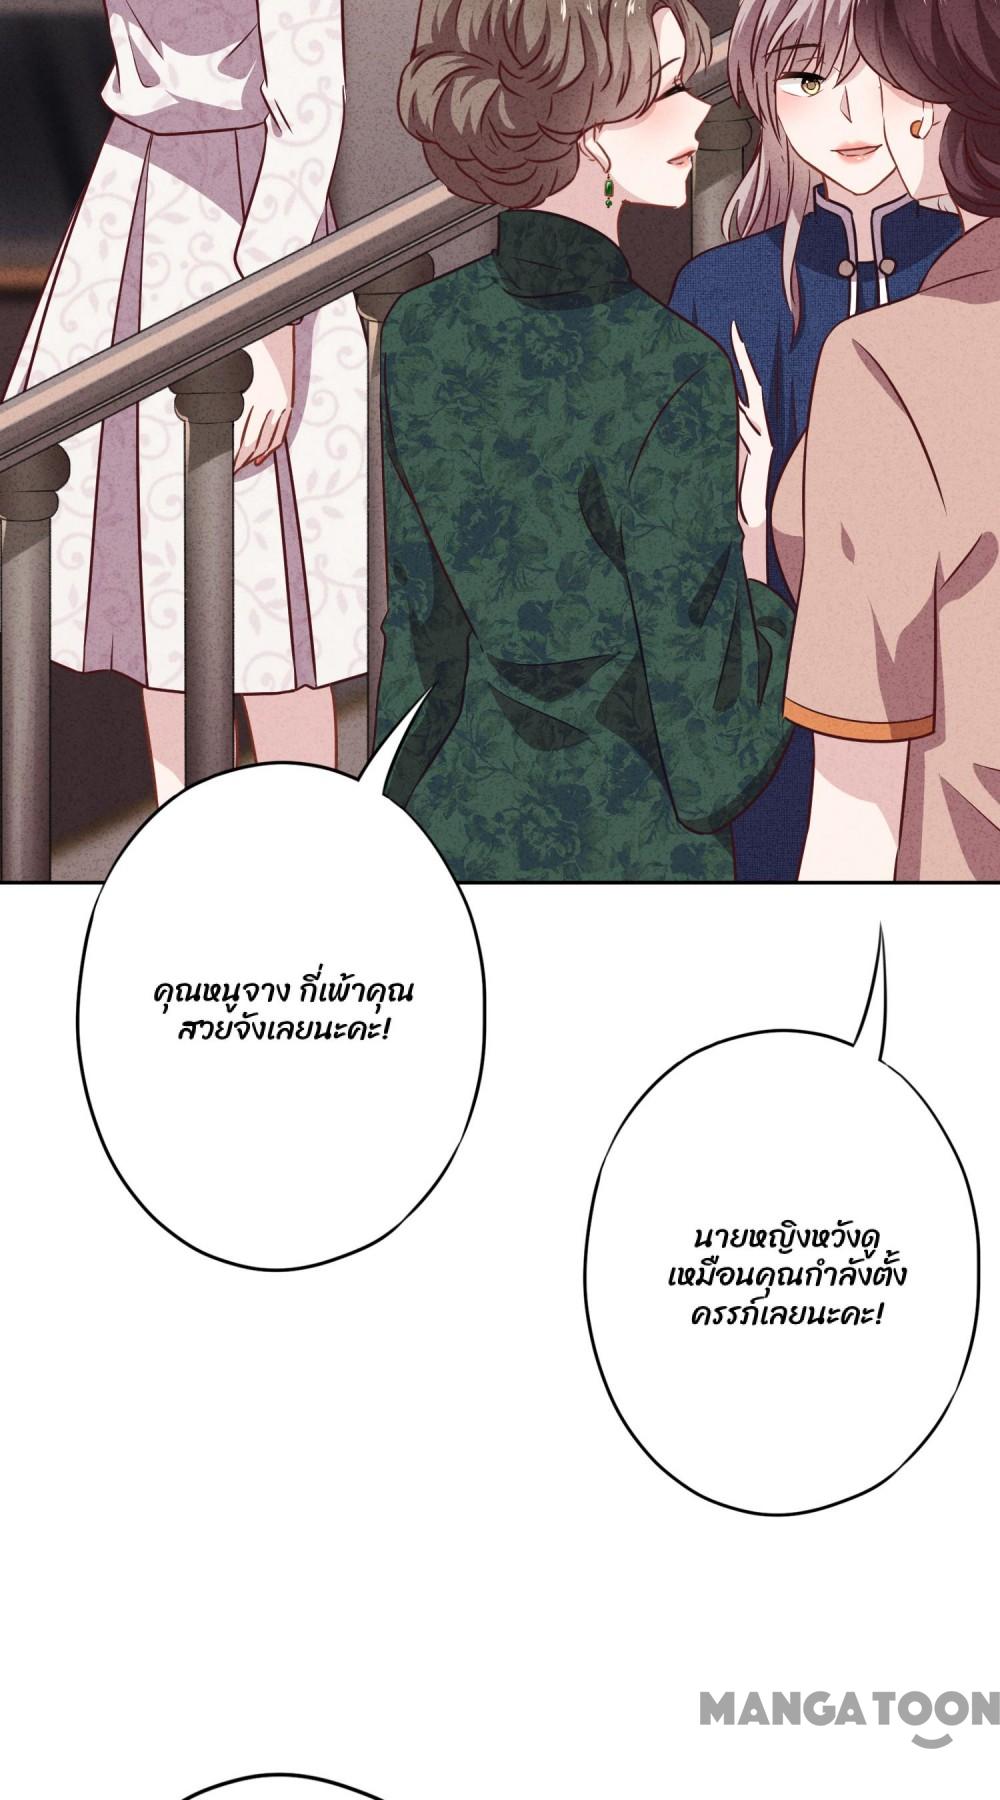 คุณหนูจาง กี่เพ้าคุณ
สวยจังเลยนะคะ!
นายหญิงหวังดู
เหมือนคุณกำลังตั้ง
ครรภ์เลยนะคะ!
MANGATOON